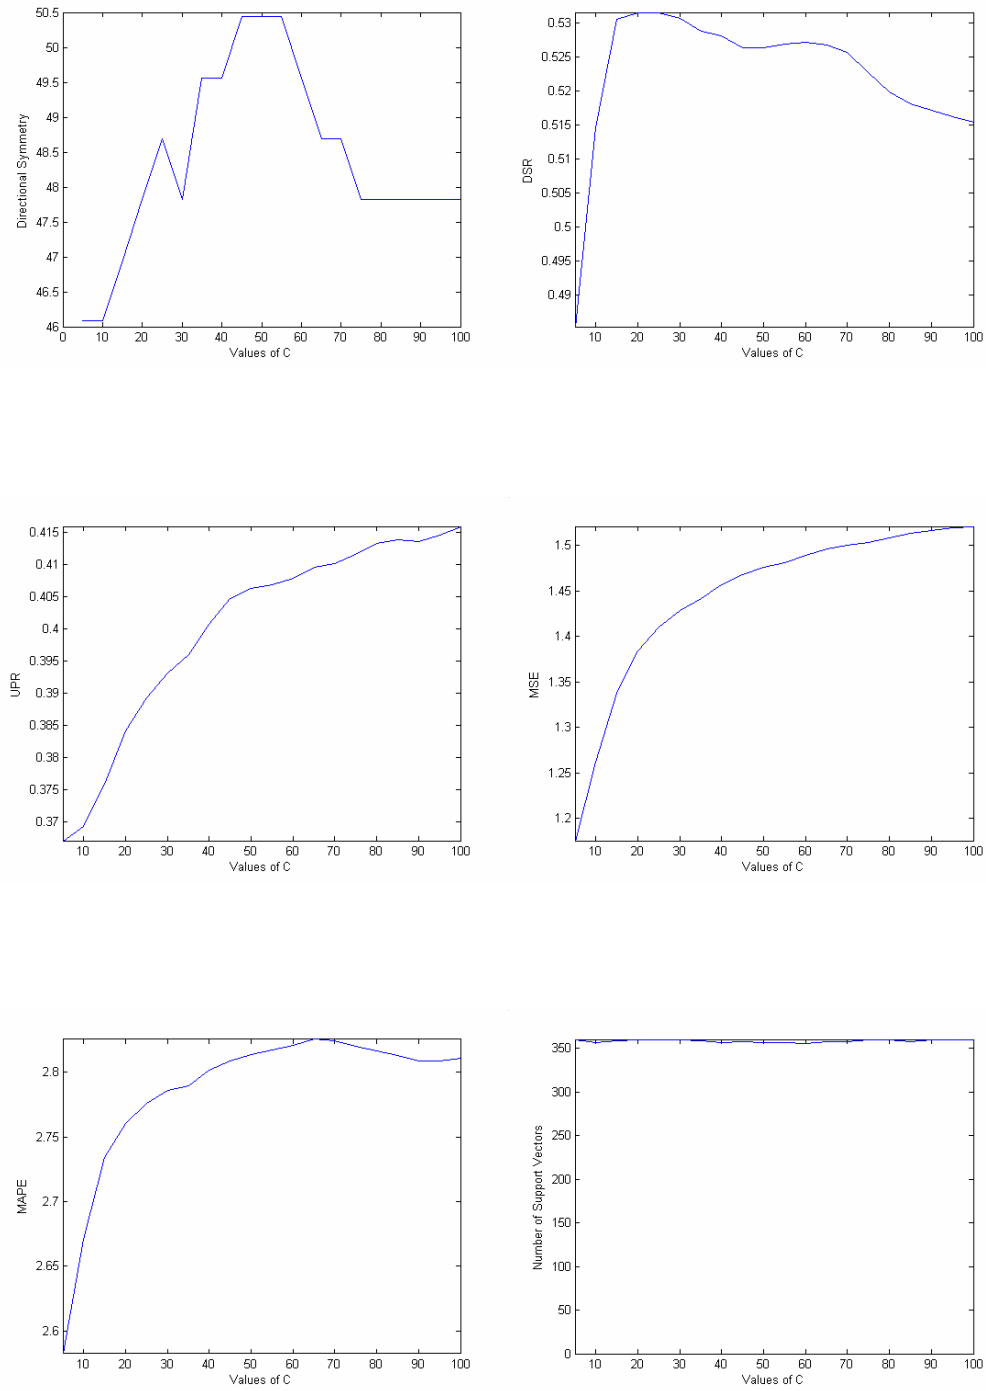 50.5
50
49.5
49
48.5
48
47.5
47
46.5
46
Directional Symmetry
0 10 20 30 40 50 60 70 80 90 100
Values of C
0.53
0.525
0.52
0.515
0.51
0.505
0.5
0.495
0.49
DSR
10 20 30 40 50 60 70 80 90 100
Values of C
0.415
0.41
0.405
0.4
0.395
0.39
0.385
0.38
0.375
0.37
UPR
10 20 30 40 50 60 70 80 90 100
Values of C
1.5
1.45
1.4
1.35
1.3
1.25
1.2
MSE
10 20 30 40 50 60 70 80 90 100
Values of C
2.8
2.75
2.7
2.65
2.6
MAPE
10 20 30 40 50 60 70 80 90 100
Values of C
350
300
250
200
150
100
50
0
Number of Support Vectors
10 20 30 40 50 60 70 80 90 100
Values of C